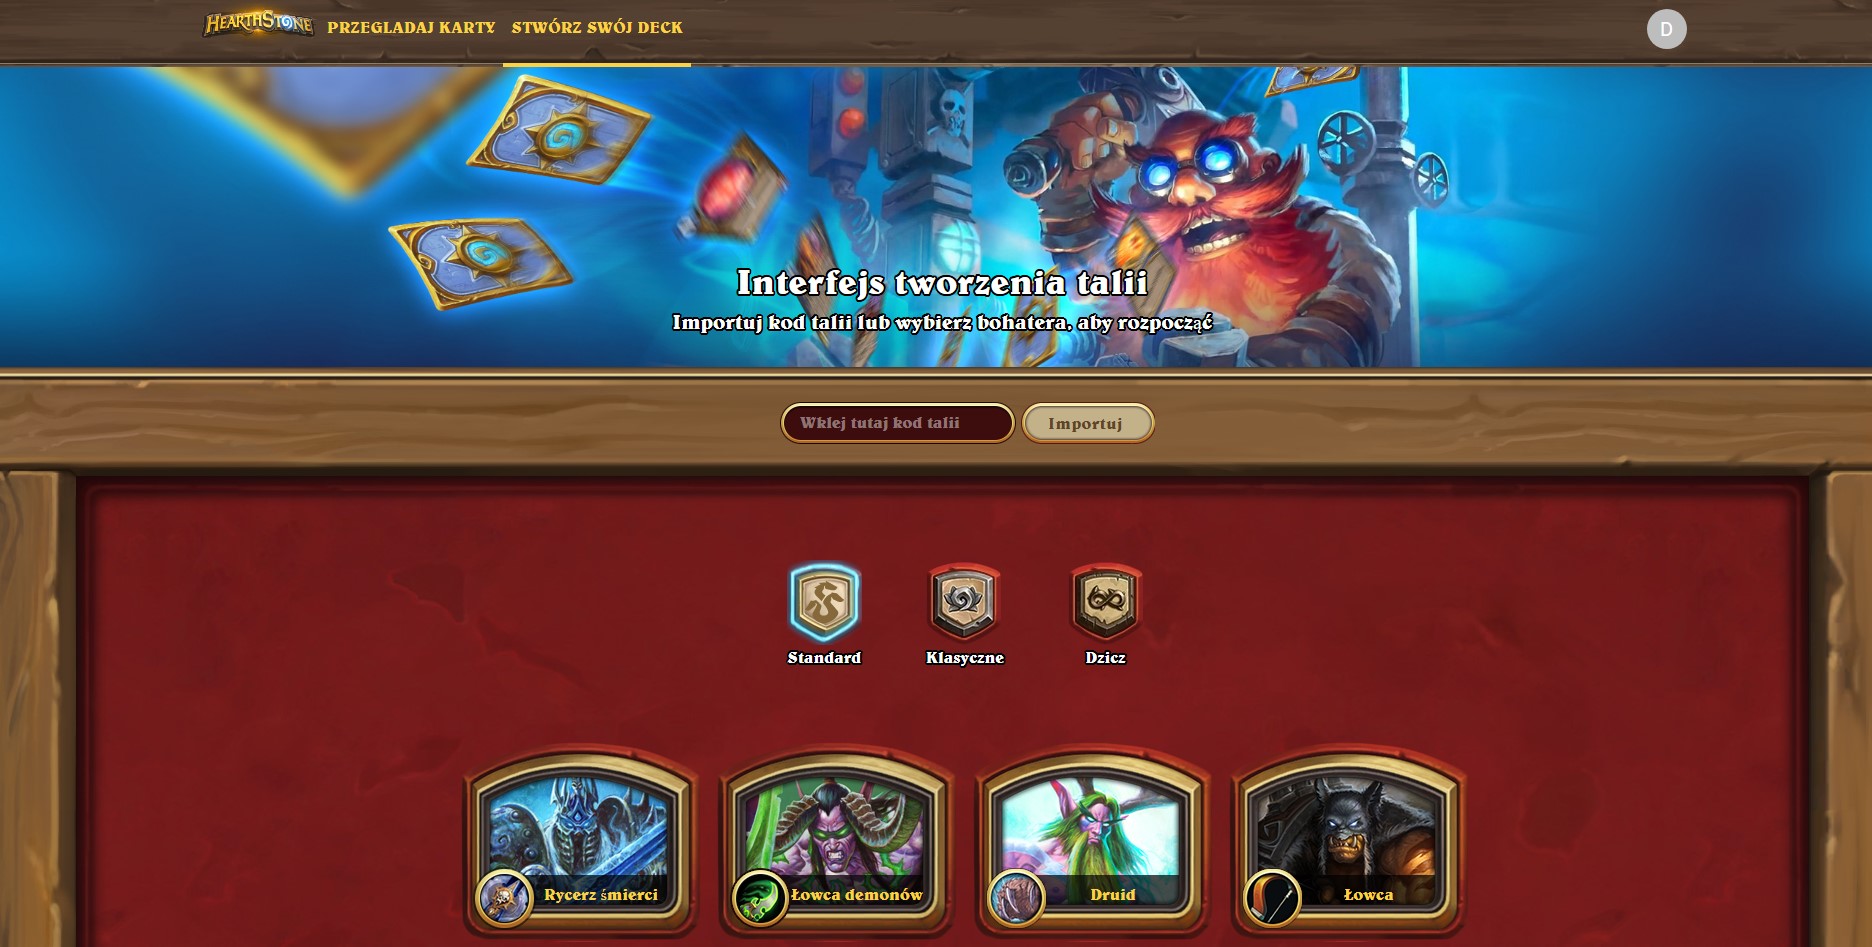 HEARTHSTONE PRZEGLADAJ KARTY STWÓRZ SWÓJ DECK D
Interfejs tworzenia talii
Importuj kod talii lub wybierz bohatera, aby rozpocząć
Wklej tutaj kod talii Importuj
Standard Klasyczne Dzicz
Rycerz śmierci Łowca demonów Druid Łowca